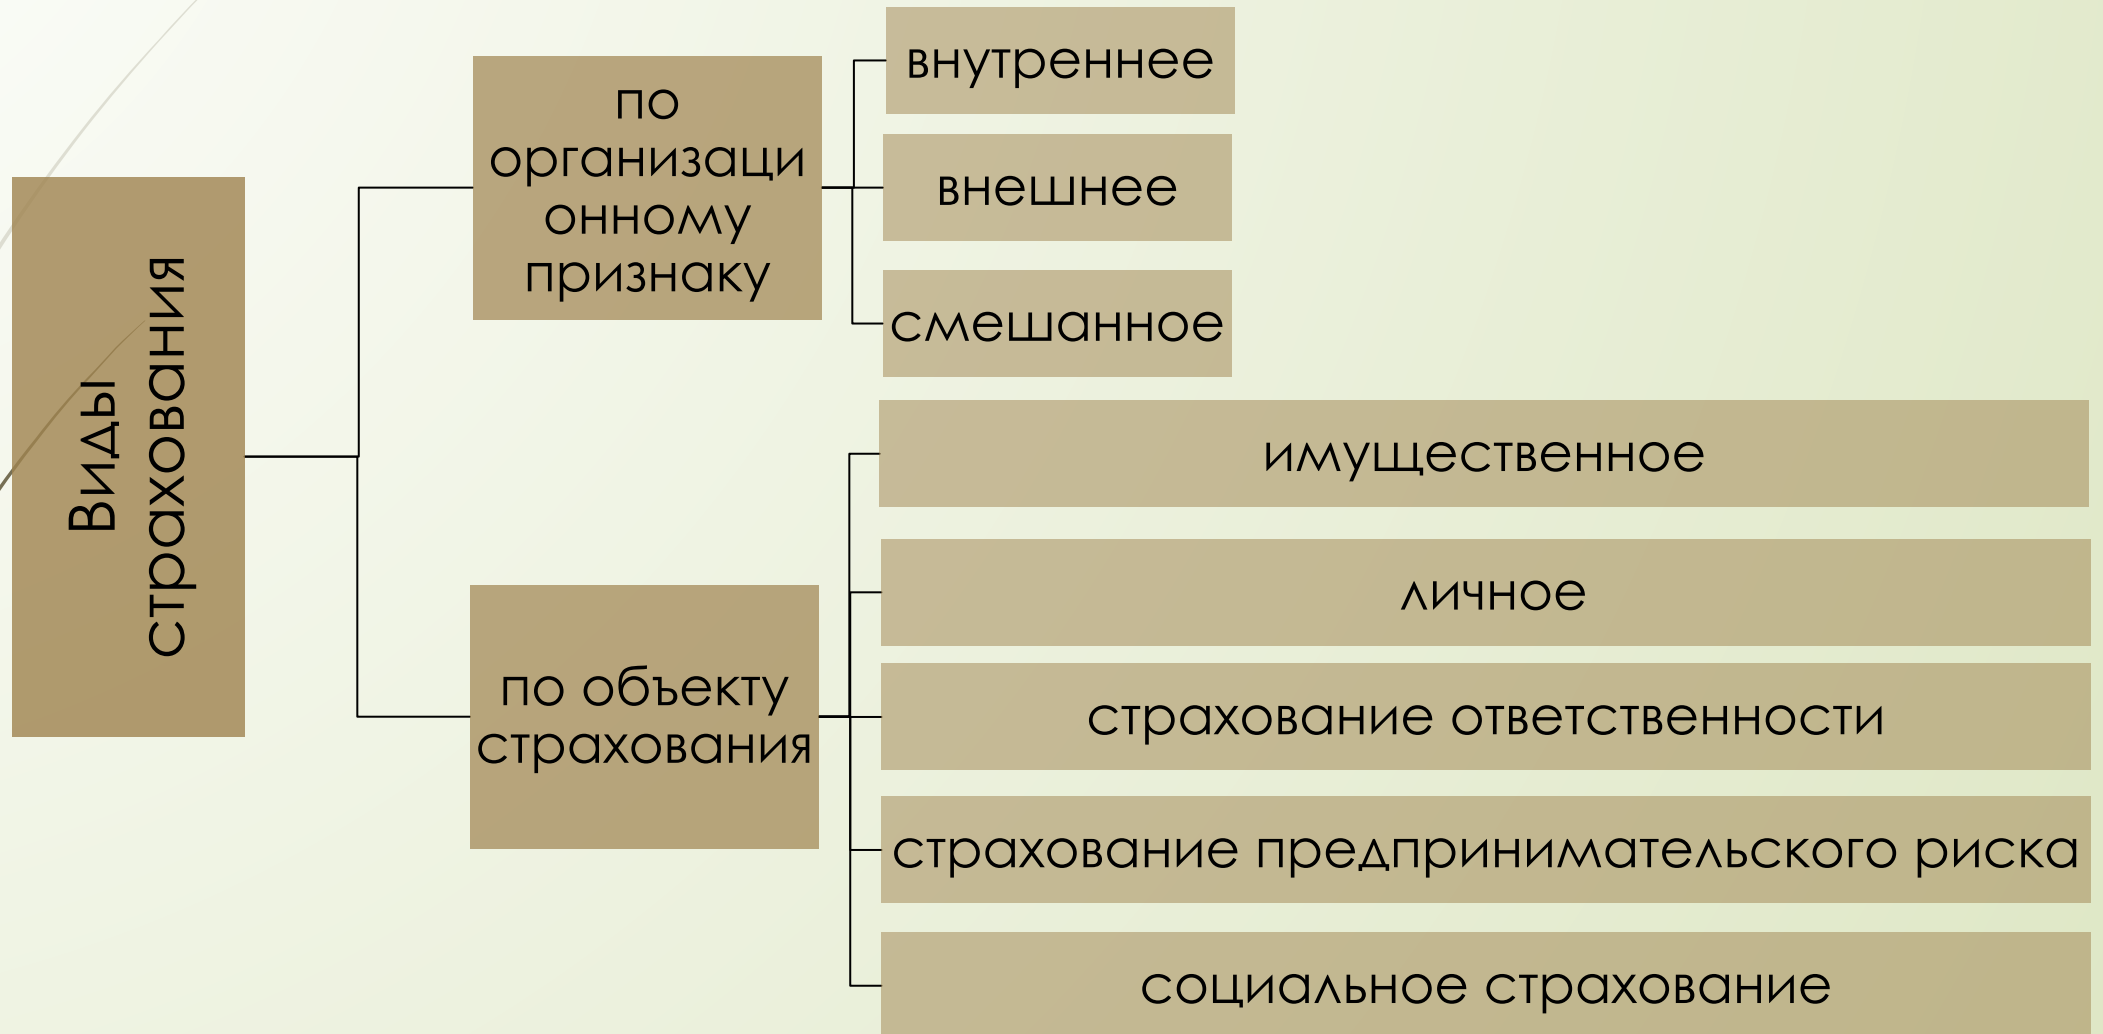 Виды
страхования
по
организаци
онному
признаку
внутреннее
внешнее
смешанное
по объекту
страхования
имущественное
личное
страхование ответственности
страхование предпринимательского риска
социальное страхование